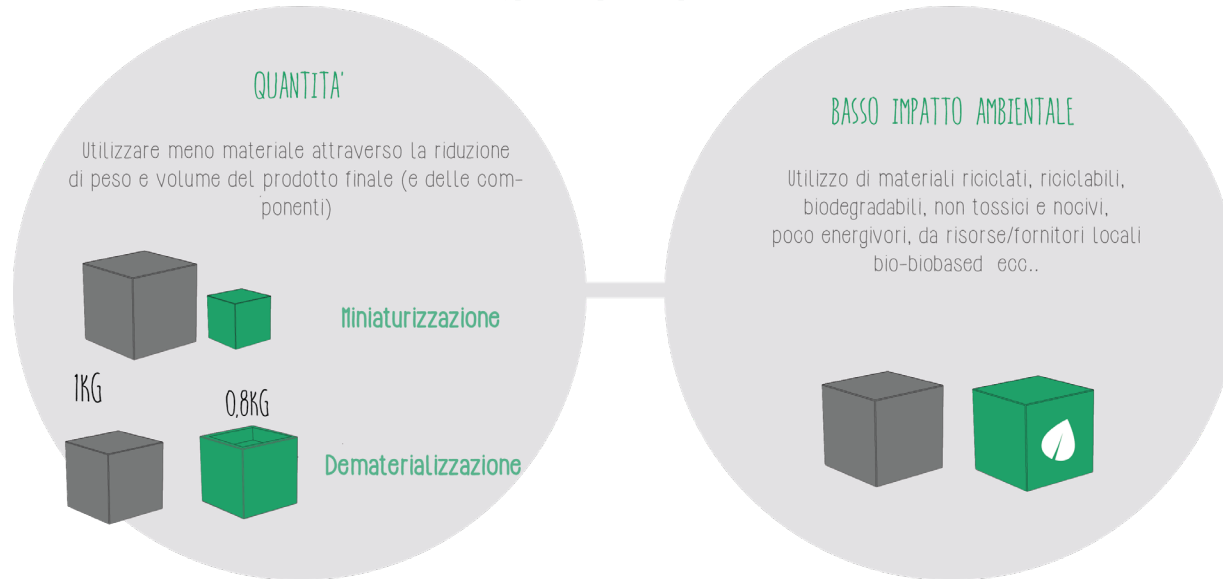 QUANTITA'
Utilizzare meno materiale attraverso la riduzione
di peso e volume del prodotto finale (e delle com-
ponenti)
Miniaturizzazione
1KG
0,8KG
Dematerializzazione
BASSO IMPATTO AMBIENTALE
Utilizzo di materiali riciclati, riciclabili,
biodegradabili, non tossici e nocivi,
poco energivori, da risorse/fornitori locali
bio-biobased ecc..